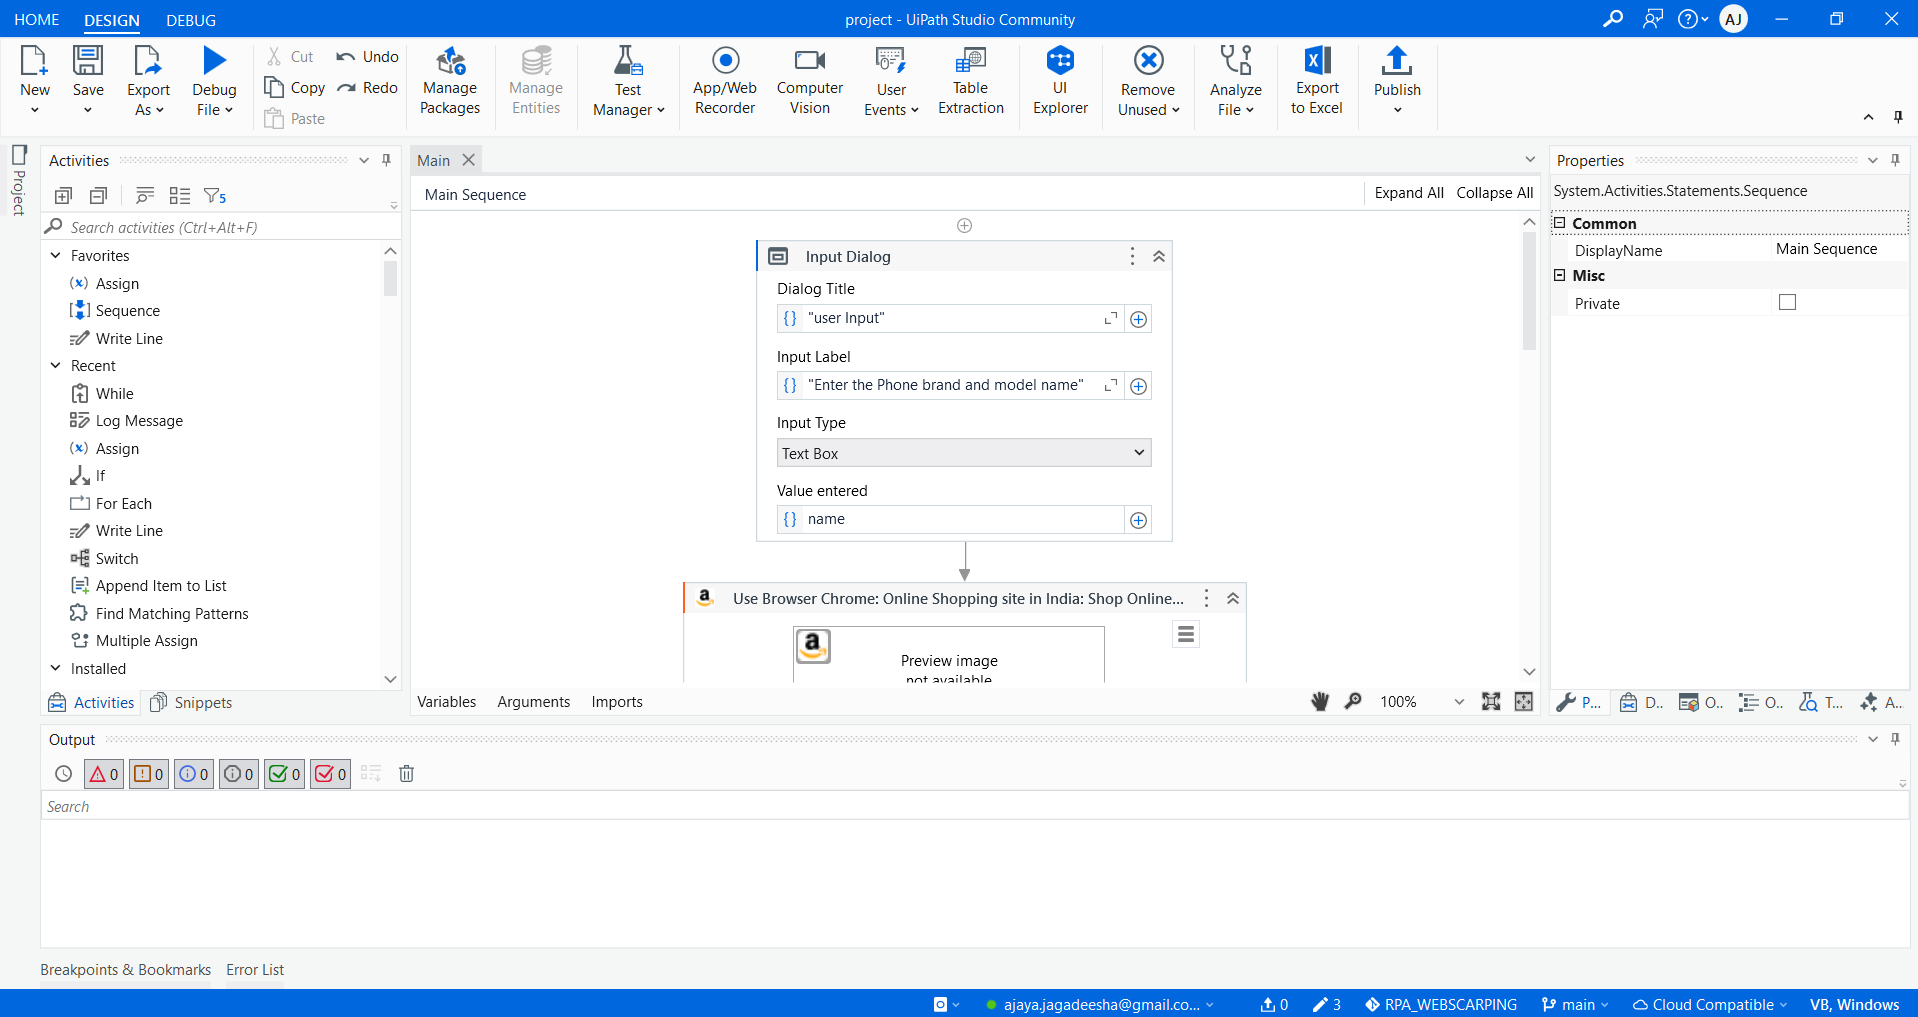 HOME DESIGN DEBUG
project - UiPath Studio Community
AJ
New
Save
Export As
Debug File
Cut
Copy
Paste
Undo
Redo
Manage Packages
Manage Entities
Test Manager
App/Web Recorder
Computer Vision
User Events
Table Extraction
UI Explorer
Remove Unused
Analyze File
Export to Excel
Publish
Project
Activities
5
Search activities (Ctrl+Alt+F)
Favorites
Assign
Sequence
Write Line
Recent
While
Log Message
Assign
If
For Each
Write Line
Switch
Append Item to List
Find Matching Patterns
Multiple Assign
Installed
Activities
Snippets
Main
Main Sequence
Expand All
Collapse All
Input Dialog
Dialog Title
{} "user Input"
Input Label
{} "Enter the Phone brand and model name"
Input Type
Text Box
Value entered
{} name
a
Use Browser Chrome: Online Shopping site in India: Shop Online...
a
Preview image
not available
Variables
Arguments
Imports
100%
Properties
System.Activities.Statements.Sequence
Common
DisplayName
Main Sequence
Misc
Private
P...
D..
O..
O..
T...
A...
Output
0 0 0 0 0 0
Search
Breakpoints & Bookmarks
Error List
ajaya.jagadeesha@gmail.co...
0
3
RPA_WEBSCARPING
main
Cloud Compatible
VB, Windows